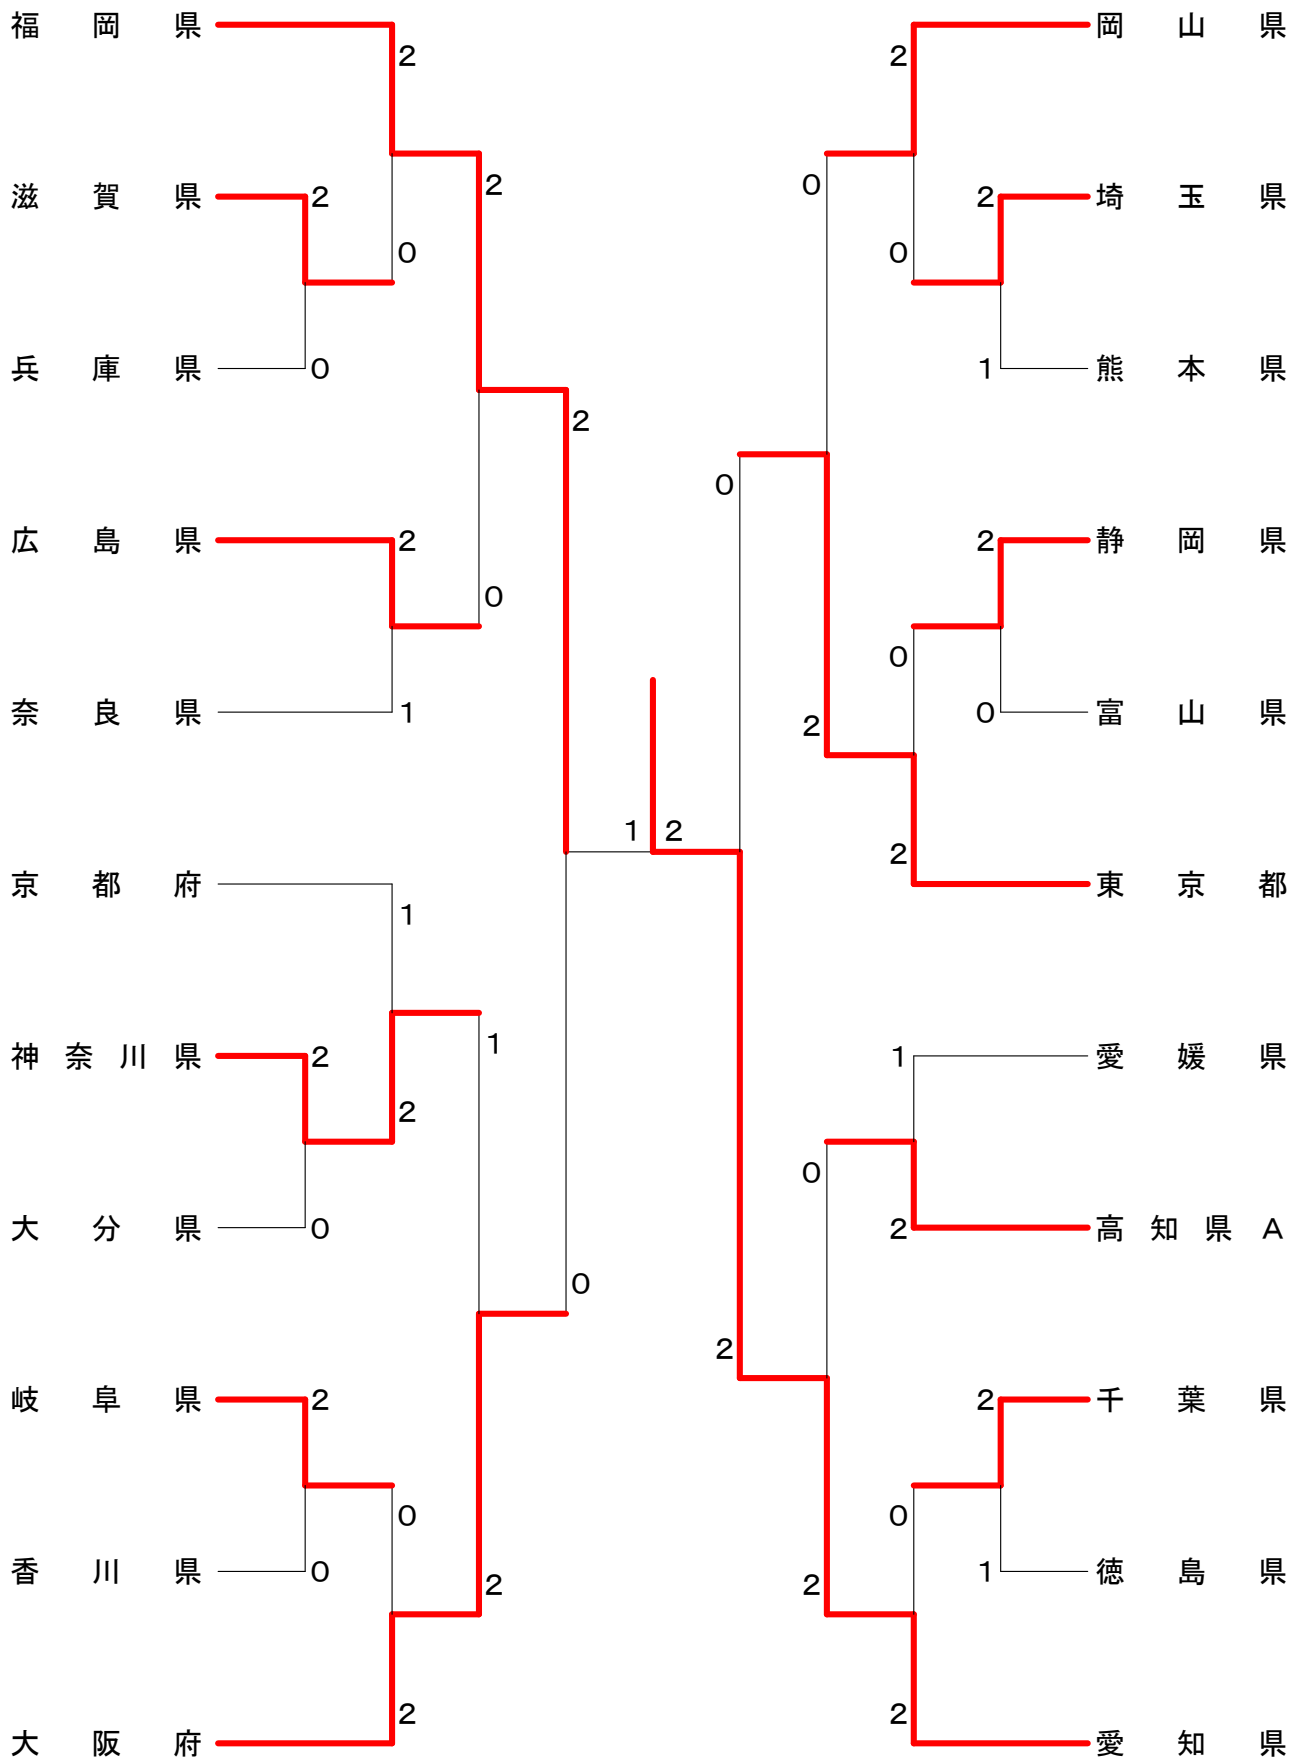 福岡県
2
2
岡山県
滋賀県
2
2
0
2
埼玉県
0
0
兵庫県
0
1
熊本県
2
0
広島県
2
2
静岡県
0
0
奈良県
1
2
0
富山県
1 2
2
京都府
1
東京都
神奈川県
2
1
1
愛媛県
2
0
大分県
0
2
高知県A
0
2
岐阜県
2
2
千葉県
0
0
香川県
0
2
2
1
徳島県
2
2
大阪府
愛知県